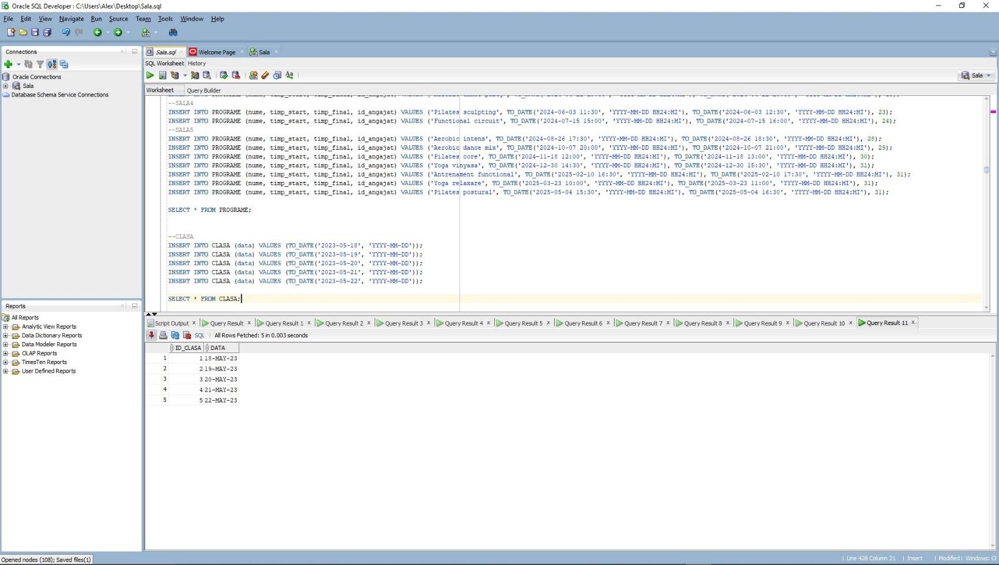 Oracle SQL Developer : C:\Users\Alex\Desktop\Sala.sql
File Edit View Navigate Run Source Team Tools Window Help
Connections
Oracle Connections
Sala
Database Schema Service Connections
Reports
All Reports
Analytic View Reports
Data Dictionary Reports
Data Modeler Reports
OLAP Reports
TimesTen Reports
User Defined Reports
Sala.sql Welcome Page Sala
SQL Worksheet History
Sala
Worksheet Query Builder
--SALA4
INSERT INTO PROGRAME (nume, timp_start, timp_final, id_angajat) VALUES ('Pilates sculpting', TO_DATE('2024-06-03 11:30', 'YYYY-MM-DD HH24:MI'), TO_DATE('2024-06-03 12:30', 'YYYY-MM-DD HH24:MI'), 23);
INSERT INTO PROGRAME (nume, timp_start, timp_final, id_angajat) VALUES ('Functional circuit', TO_DATE('2024-07-15 15:00', 'YYYY-MM-DD HH24:MI'), TO_DATE('2024-07-15 16:00', 'YYYY-MM-DD HH24:MI'), 24);
--SALA5
INSERT INTO PROGRAME (nume, timp_start, timp_final, id_angajat) VALUES ('Aerobic intens', TO_DATE('2024-08-26 17:30', 'YYYY-MM-DD HH24:MI'), TO_DATE('2024-08-26 18:30', 'YYYY-MM-DD HH24:MI'), 28);
INSERT INTO PROGRAME (nume, timp_start, timp_final, id_angajat) VALUES ('Aerobic dance mix', TO_DATE('2024-10-07 20:00', 'YYYY-MM-DD HH24:MI'), TO_DATE('2024-10-07 21:00', 'YYYY-MM-DD HH24:MI'), 29);
INSERT INTO PROGRAME (nume, timp_start, timp_final, id_angajat) VALUES ('Pilates core', TO_DATE('2024-11-18 12:00', 'YYYY-MM-DD HH24:MI'), TO_DATE('2024-11-18 13:00', 'YYYY-MM-DD HH24:MI'), 30);
INSERT INTO PROGRAME (nume, timp_start, timp_final, id_angajat) VALUES ('Yoga vinyasa', TO_DATE('2024-12-30 14:30', 'YYYY-MM-DD HH24:MI'), TO_DATE('2024-12-30 15:30', 'YYYY-MM-DD HH24:MI'), 31);
INSERT INTO PROGRAME (nume, timp_start, timp_final, id_angajat) VALUES ('Antrenament functional', TO_DATE('2025-02-10 16:30', 'YYYY-MM-DD HH24:MI'), TO_DATE('2025-02-10 17:30', 'YYYY-MM-DD HH24:MI'), 31);
INSERT INTO PROGRAME (nume, timp_start, timp_final, id_angajat) VALUES ('Yoga relaxare', TO_DATE('2025-03-23 10:00', 'YYYY-MM-DD HH24:MI'), TO_DATE('2025-03-23 11:00', 'YYYY-MM-DD HH24:MI'), 31);
INSERT INTO PROGRAME (nume, timp_start, timp_final, id_angajat) VALUES ('Pilates postural', TO_DATE('2025-05-04 15:30', 'YYYY-MM-DD HH24:MI'), TO_DATE('2025-05-04 16:30', 'YYYY-MM-DD HH24:MI'), 31);
SELECT * FROM PROGRAME;
--CLASA
INSERT INTO CLASA (data) VALUES (TO_DATE('2023-05-18', 'YYYY-MM-DD'));
INSERT INTO CLASA (data) VALUES (TO_DATE('2023-05-19', 'YYYY-MM-DD'));
INSERT INTO CLASA (data) VALUES (TO_DATE('2023-05-20', 'YYYY-MM-DD'));
INSERT INTO CLASA (data) VALUES (TO_DATE('2023-05-21', 'YYYY-MM-DD'));
INSERT INTO CLASA (data) VALUES (TO_DATE('2023-05-22', 'YYYY-MM-DD'));
SELECT * FROM CLASA;
Script Output Query Result Query Result 1 Query Result 2 Query Result 3 Query Result 4 Query Result 5 Query Result 6 Query Result 7 Query Result 8 Query Result 9 Query Result 10 Query Result 11
SQL | All Rows Fetched: 5 in 0.003 seconds
ID_CLASA DATA
1 1 18-MAY-23
2 2 19-MAY-23
3 3 20-MAY-23
4 4 21-MAY-23
5 5 22-MAY-23
Opened nodes (108); Saved files(1)
Line 428 Column 21 | Insert | Modified | Windows: Cl